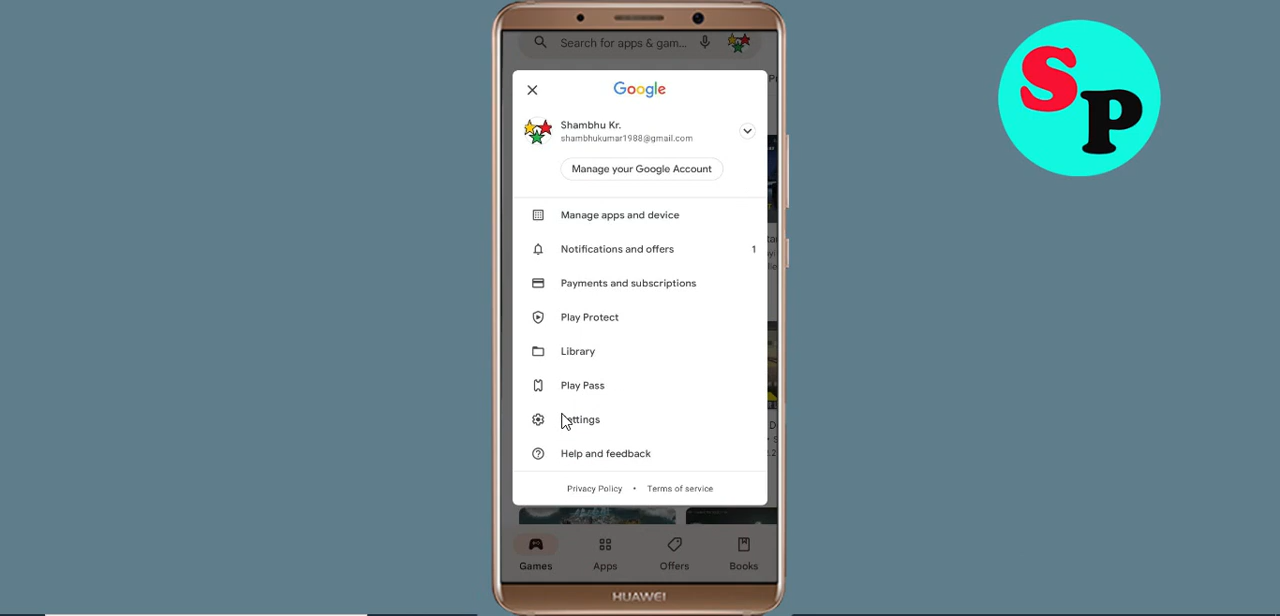 Search for apps & gam...
SP
Google
Shambhu Kr.
shambhukumar1988@gmail.com
Manage your Google Account
Manage apps and device
Notifications and offers 1
Payments and subscriptions
Play Protect
Library
Play Pass
Settings
Help and feedback
Privacy Policy • Terms of service
Games Apps Offers Books
HUAWEI